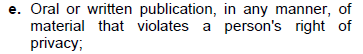 e. Oral or written publication, in any manner, of
material that violates a person's right of
privacy;